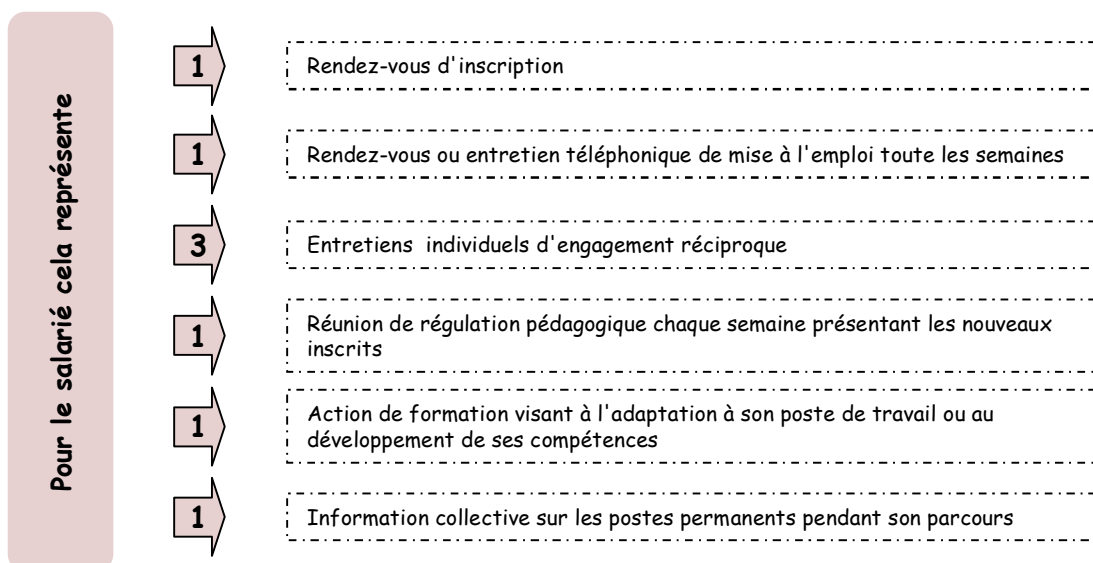 Pour le salarié cela représente
1
Rendez-vous d'inscription
1
Rendez-vous ou entretien téléphonique de mise à l'emploi toute les semaines
3
Entretiens individuels d'engagement réciproque
1
Réunion de régulation pédagogique chaque semaine présentant les nouveaux
inscrits
1
Action de formation visant à l'adaptation à son poste de travail ou au
développement de ses compétences
1
Information collective sur les postes permanents pendant son parcours